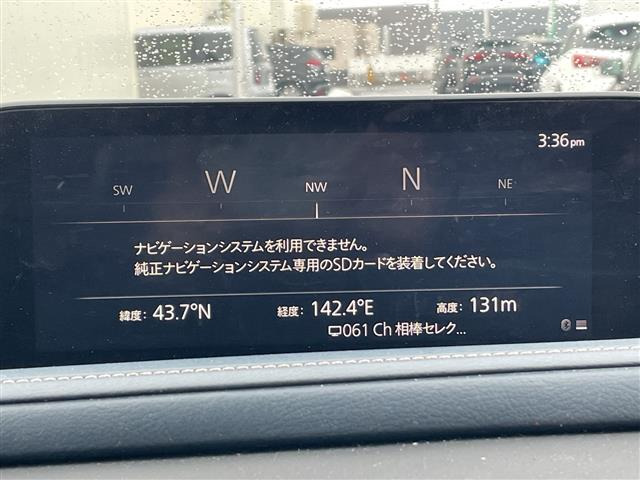 3:36pm
SW W NW N NE
ナビゲーションシステムを利用できません。
純正ナビゲーションシステム専用のSDカードを装着してください。
緯度: 43.7°N 経度: 142.4°E 高度: 131m
061 Ch 相棒セレク...